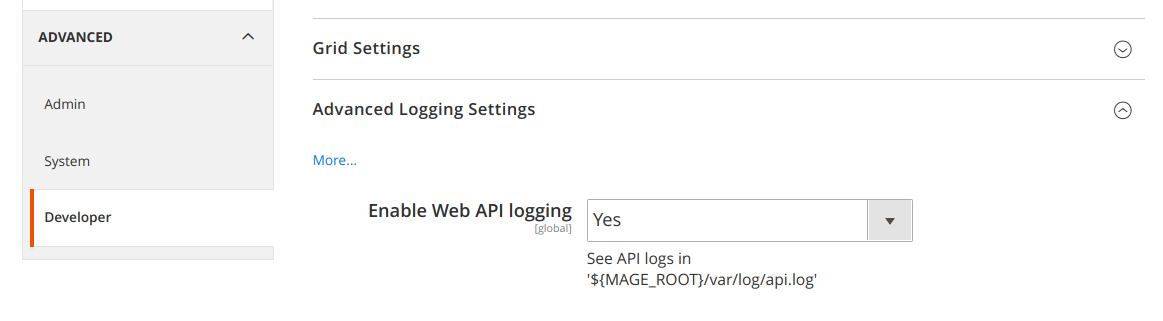 ADVANCED
Admin
System
Developer
Grid Settings
Advanced Logging Settings
More...
Enable Web API logging
[global]
Yes
See API logs in
'${MAGE_ROOT}/var/log/api.log'